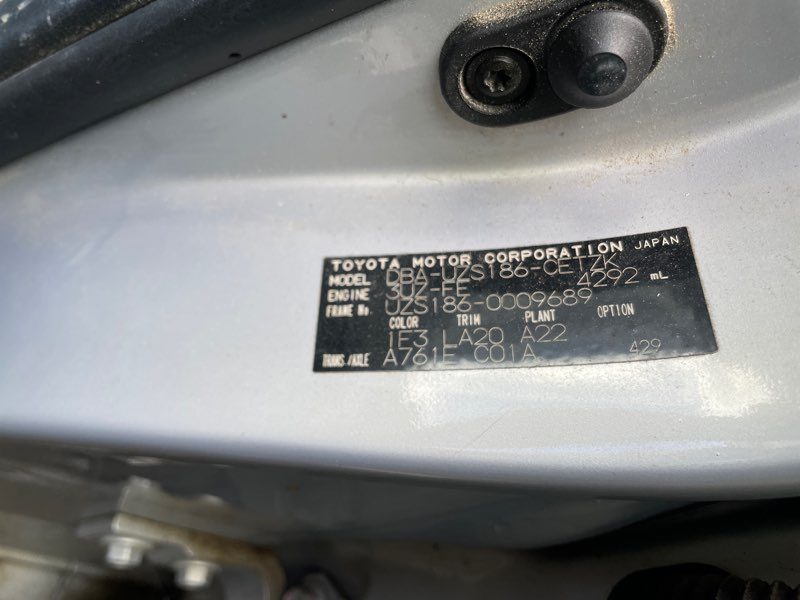 TOYOTA MOTOR CORPORATION JAPAN
MODEL DBA-UZS186-CETZK
ENGINE 3UZ-FE 4292 mL
FRAME No. UZS186-0009689
COLOR TRIM PLANT OPTION
1E3 LA20 A22
TRANS./AXLE A761E C01A 429